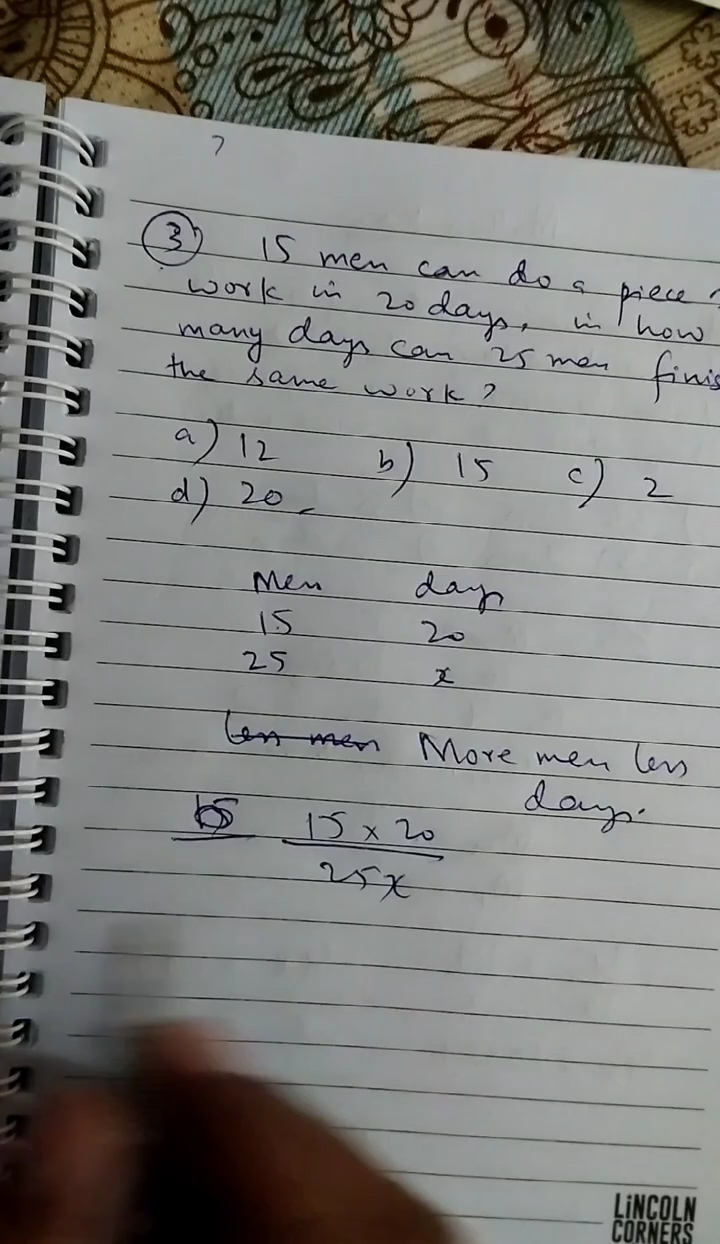 ?
3 15 men can do a piece
work in 20 days, in how
many days can 25 men finis
the same work?
a) 12 b) 15 c) 2
d) 20
Men days
15 20
25 x
Less men More men less
days.
15 x 20
25x
LiNCOLN
CORNERS